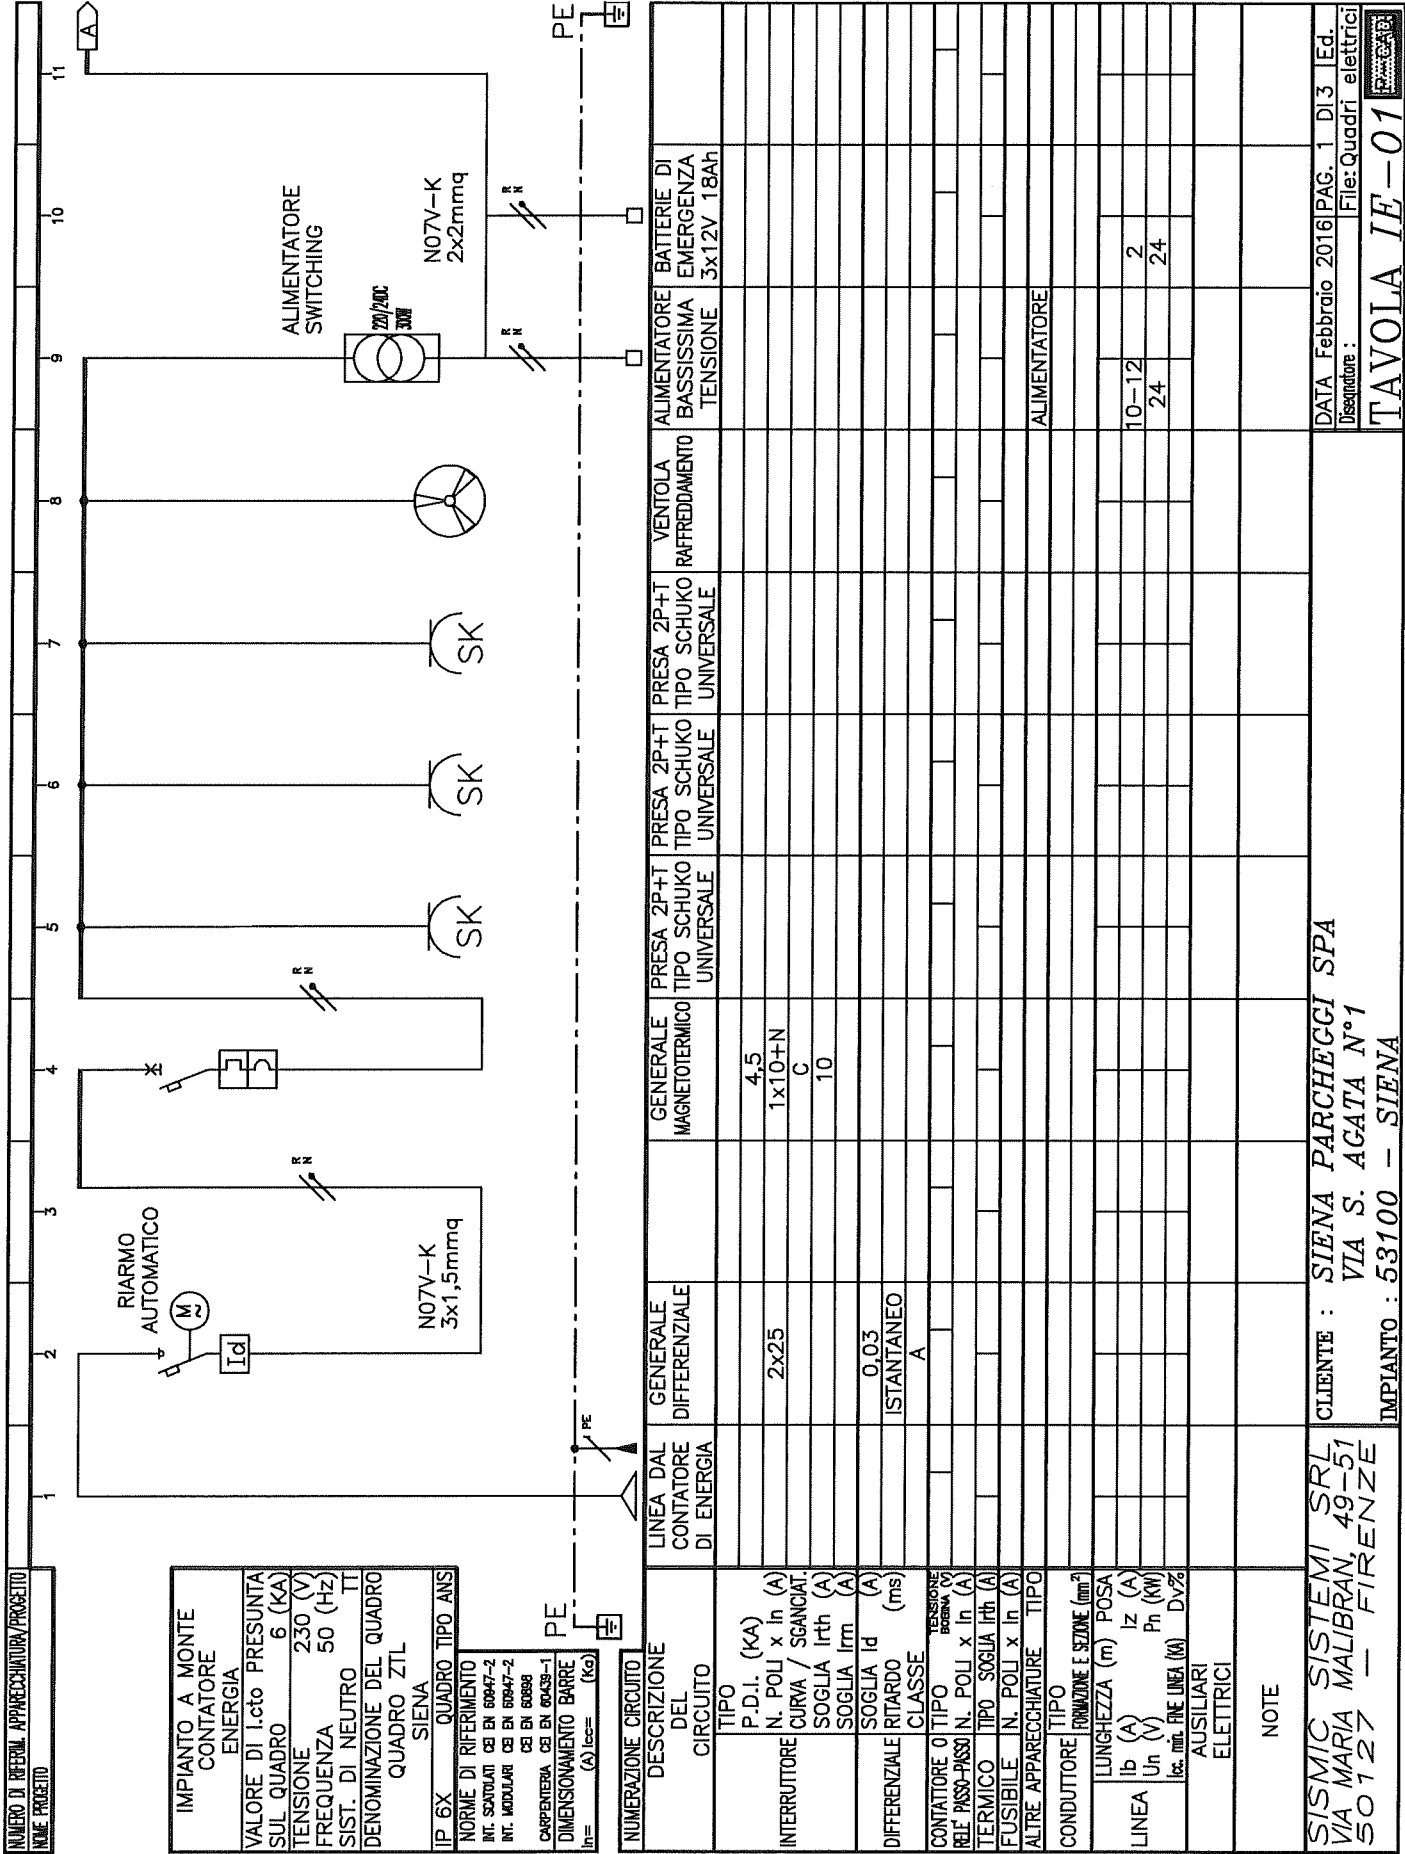 NUMERO DI RIFERIM. APPARECCHIATURA/PROGETTO
NOME PROGETTO
1
2
3
4
5
6
7
8
9
10
11
IMPIANTO A MONTE
CONTATORE
ENERGIA
VALORE DI I.cto PRESUNTA
SUL QUADRO 6 (KA)
TENSIONE 230 (V)
FREQUENZA 50 (Hz)
SIST. DI NEUTRO TT
DENOMINAZIONE DEL QUADRO
QUADRO ZTL
SIENA
IP 6X QUADRO TIPO ANS
NORME DI RIFERIMENTO
INT. SCATOLATI CEI EN 60947-2
INT. MODULARI CEI EN 60947-2
CEI EN 60898
CARPENTERIA CEI EN 60439-1
DIMENSIONAMENTO BARRE
In= (A) Icc= (Ka)
RIARMO
AUTOMATICO
M
~
Id
N07V-K
3x1,5mmq
R
N
R
N
SK
SK
SK
ALIMENTATORE
SWITCHING
220/24DC
300W
N07V-K
2x2mmq
R
N
R
N
A
PE
PE
PE
NUMERAZIONE CIRCUITO
DESCRIZIONE
DEL
CIRCUITO
LINEA DAL
CONTATORE
DI ENERGIA
GENERALE
DIFFERENZIALE
GENERALE
MAGNETOTERMICO
PRESA 2P+T
TIPO SCHUKO
UNIVERSALE
PRESA 2P+T
TIPO SCHUKO
UNIVERSALE
PRESA 2P+T
TIPO SCHUKO
UNIVERSALE
VENTOLA
RAFFREDDAMENTO
ALIMENTATORE
BASSISSIMA
TENSIONE
BATTERIE DI
EMERGENZA
3x12V 18Ah
INTERRUTTORE
TIPO
P.D.I. (KA) 4,5
N. POLI x In (A) 2x25 1x10+N
CURVA / SGANCIAT. C
SOGLIA Irth (A) 10
SOGLIA Irm (A)
DIFFERENZIALE
SOGLIA Id (A) 0,03
RITARDO (ms) ISTANTANEO
CLASSE A
CONTATTORE O
RELE' PASSO-PASSO
TIPO TENSIONE BOBINA (V)
N. POLI x In (A)
TERMICO TIPO SOGLIA Irth (A)
FUSIBILE N. POLI x In (A)
ALTRE APPARECCHIATURE TIPO ALIMENTATORE
CONDUTTORE
TIPO
FORMAZIONE E SEZIONE (mm²)
LINEA
LUNGHEZZA (m) POSA
Ib (A) Iz (A) 10-12 2
Un (V) Pn (KW) 24 24
Icc. min. FINE LINEA (KA) Dv%
AUSILIARI
ELETTRICI
NOTE
SISMIC SISTEMI SRL
VIA MARIA MALIBRAN, 49-51
50127 — FIRENZE
CLIENTE : SIENA PARCHEGGI SPA
VIA S. AGATA N°1
IMPIANTO : 53100 - SIENA
DATA Febbraio 2016 PAG. 1 DI 3 Ed.
Disegnatore : File: Quadri elettrici
TAVOLA IE-01